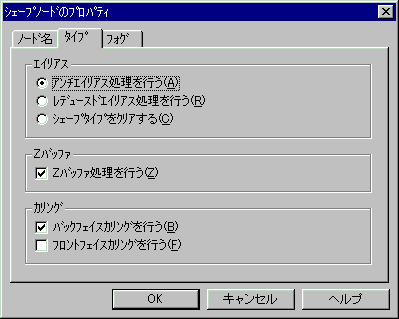 ｼｪｰﾌﾟﾉｰﾄﾞのﾌﾟﾛﾊﾟﾃｨ
ﾉｰﾄﾞ名 ﾀｲﾌﾟ ﾌｫｸﾞ
ｴｲﾘｱｽ
ｱﾝﾁｴｲﾘｱｽ処理を行う(A)
ﾚﾃﾞｭｰｽﾄﾞｴｲﾘｱｽ処理を行う(R)
ｼｪｰﾌﾟﾀｲﾌﾟをｸﾘｱする(C)
Zﾊﾞｯﾌｧ
Zﾊﾞｯﾌｧ処理を行う(Z)
ｶﾘﾝｸﾞ
ﾊﾞｯｸﾌｪｲｽｶﾘﾝｸﾞを行う(B)
ﾌﾛﾝﾄﾌｪｲｽｶﾘﾝｸﾞを行う(F)
OK キャンセル ヘルプ